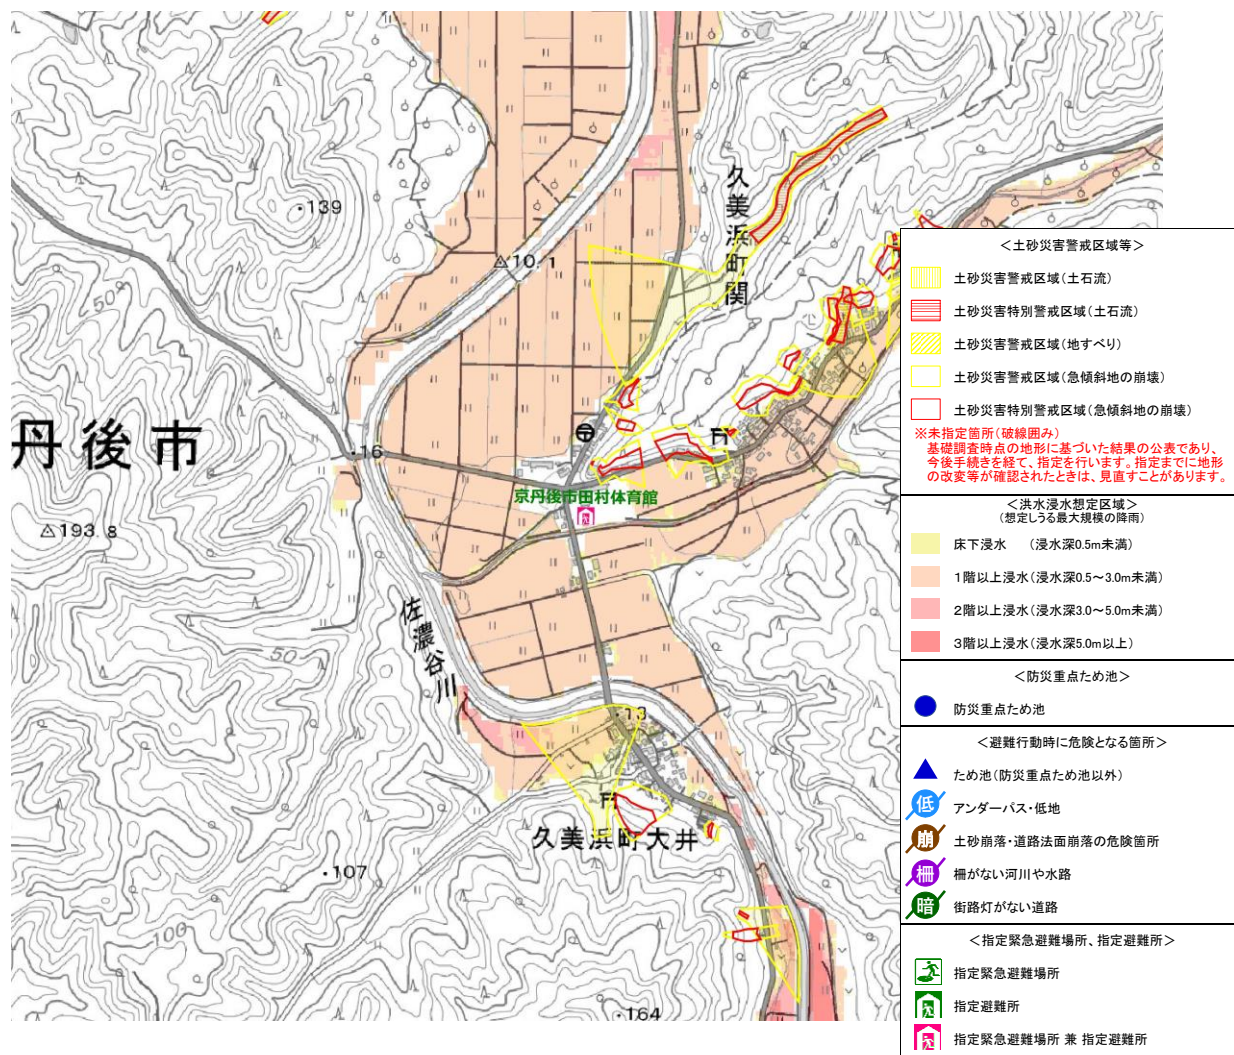 ・139
久美浜町関
10.1
50
50
丹後市
・16
京丹後市田村体育館
193.8
佐濃谷川
50
・13
久美浜町大井
・107
100
・164
＜土砂災害警戒区域等＞
土砂災害警戒区域（土石流）
土砂災害特別警戒区域（土石流）
土砂災害警戒区域（地すべり）
土砂災害警戒区域（急傾斜地の崩壊）
土砂災害特別警戒区域（急傾斜地の崩壊）
※未指定箇所（破線囲み）
基礎調査時点の地形に基づいた結果の公表であり、
今後手続きを経て、指定を行います。指定までに地形
の改変等が確認されたときは、見直すことがあります。
＜洪水浸水想定区域＞
（想定しうる最大規模の降雨）
床下浸水　（浸水深0.5m未満）
1階以上浸水（浸水深0.5～3.0m未満）
2階以上浸水（浸水深3.0～5.0m未満）
3階以上浸水（浸水深5.0m以上）
＜防災重点ため池＞
防災重点ため池
＜避難行動時に危険となる箇所＞
ため池（防災重点ため池以外）
低 アンダーパス・低地
崩 土砂崩落・道路法面崩落の危険箇所
柵 柵がない河川や水路
暗 街路灯がない道路
＜指定緊急避難場所、指定避難所＞
指定緊急避難場所
指定避難所
指定緊急避難場所 兼 指定避難所